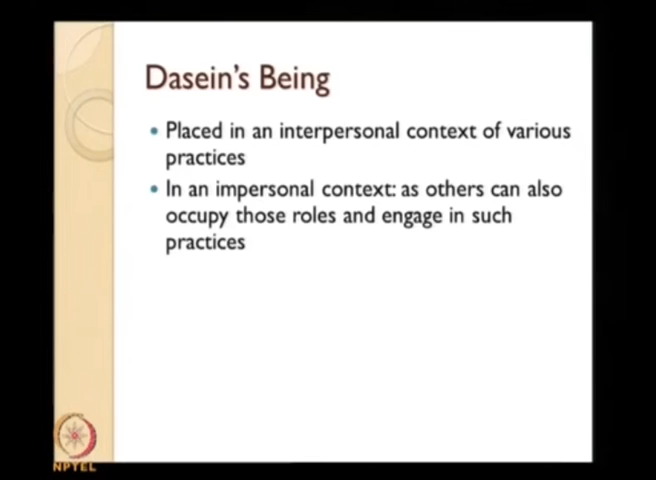 Dasein's Being
• Placed in an interpersonal context of various
practices
• In an impersonal context: as others can also
occupy those roles and engage in such
practices
NPTEL